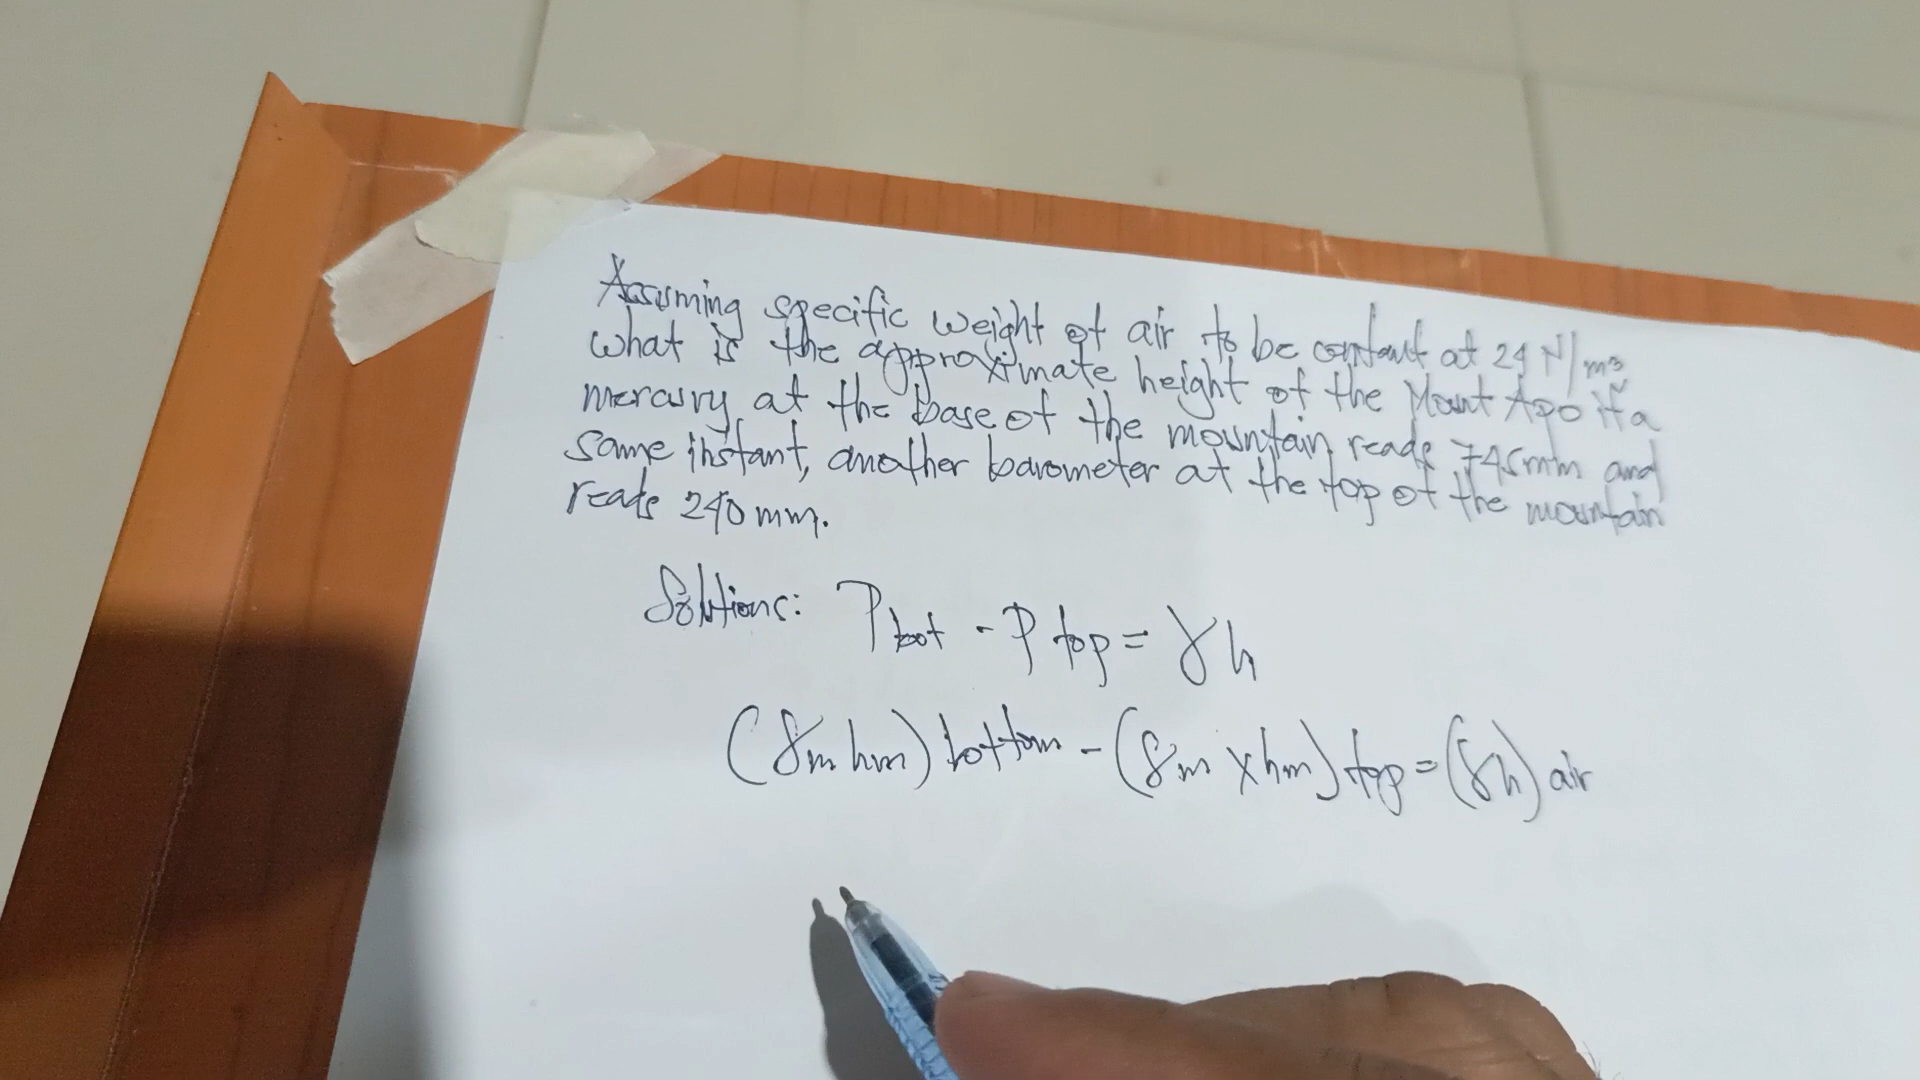 Assuming specific weight of air to be constant at 24 N/m³
what is the approximate height of the Mount Apo if a
mercury at the base of the mountain reads 745mm and
same instant, another barometer at the top of the mountain
reads 240 mm.
Solutions: Pbot - P top = γh
(γm hm) bottom - (γm x hm) top = (γh) air